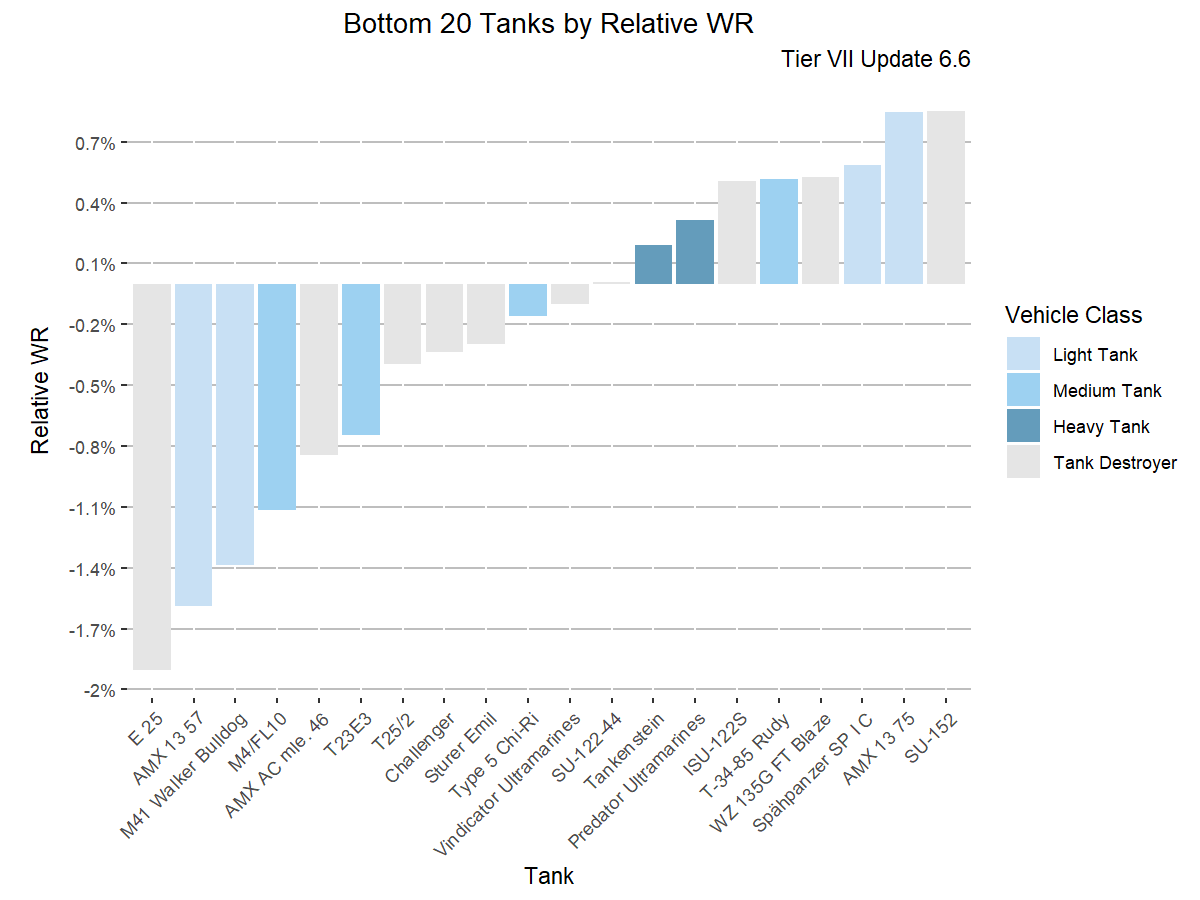 Bottom 20 Tanks by Relative WR
Tier VII Update 6.6
Relative WR
0.7%
0.4%
0.1%
-0.2%
-0.5%
-0.8%
-1.1%
-1.4%
-1.7%
-2%
E 25
AMX 13 57
M41 Walker Bulldog
M4/FL10
AMX AC mle. 46
T23E3
T25/2
Challenger
Sturer Emil
Type 5 Chi-Ri
Vindicator Ultramarines
SU-122-44
Tankenstein
Predator Ultramarines
ISU-122S
T-34-85 Rudy
WZ 135G FT Blaze
Spähpanzer SP I C
AMX 13 75
SU-152
Tank
Vehicle Class
Light Tank
Medium Tank
Heavy Tank
Tank Destroyer